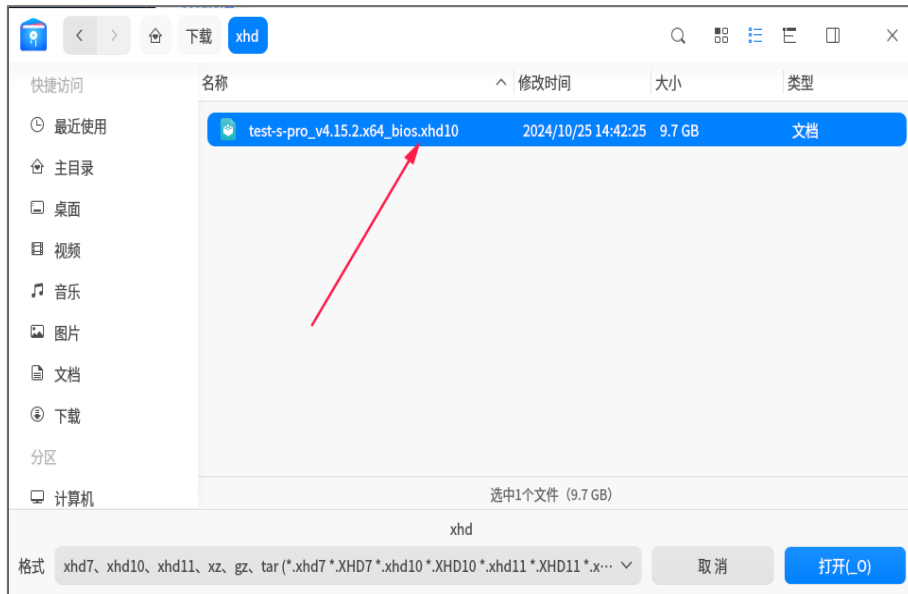 下载 xhd
快捷访问
名称 修改时间 大小 类型
最近使用
test-s-pro_v4.15.2.x64_bios.xhd10 2024/10/25 14:42:25 9.7 GB 文档
主目录
桌面
视频
音乐
图片
文档
下载
分区
计算机
选中1个文件（9.7 GB）
xhd
格式 xhd7、xhd10、xhd11、xz、gz、tar (*.xhd7 *.XHD7 *.xhd10 *.XHD10 *.xhd11 *.XHD11 *.x··· 取消 打开(_O)